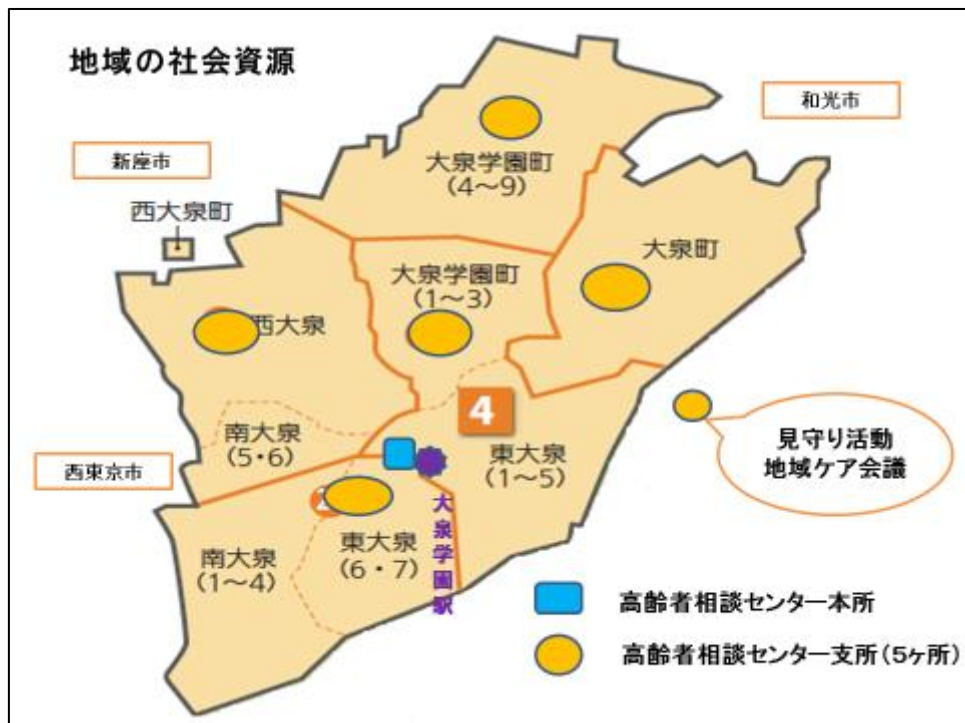 地域の社会資源
和光市
新座市
大泉学園町
(4～9)
西大泉町
大泉町
大泉学園町
(1～3)
西大泉
4
南大泉
(5・6)
東大泉
(1～5)
見守り活動
地域ケア会議
西東京市
大泉学園駅
南大泉
(1～4)
東大泉
(6・7)
高齢者相談センター本所
高齢者相談センター支所(5ヶ所)